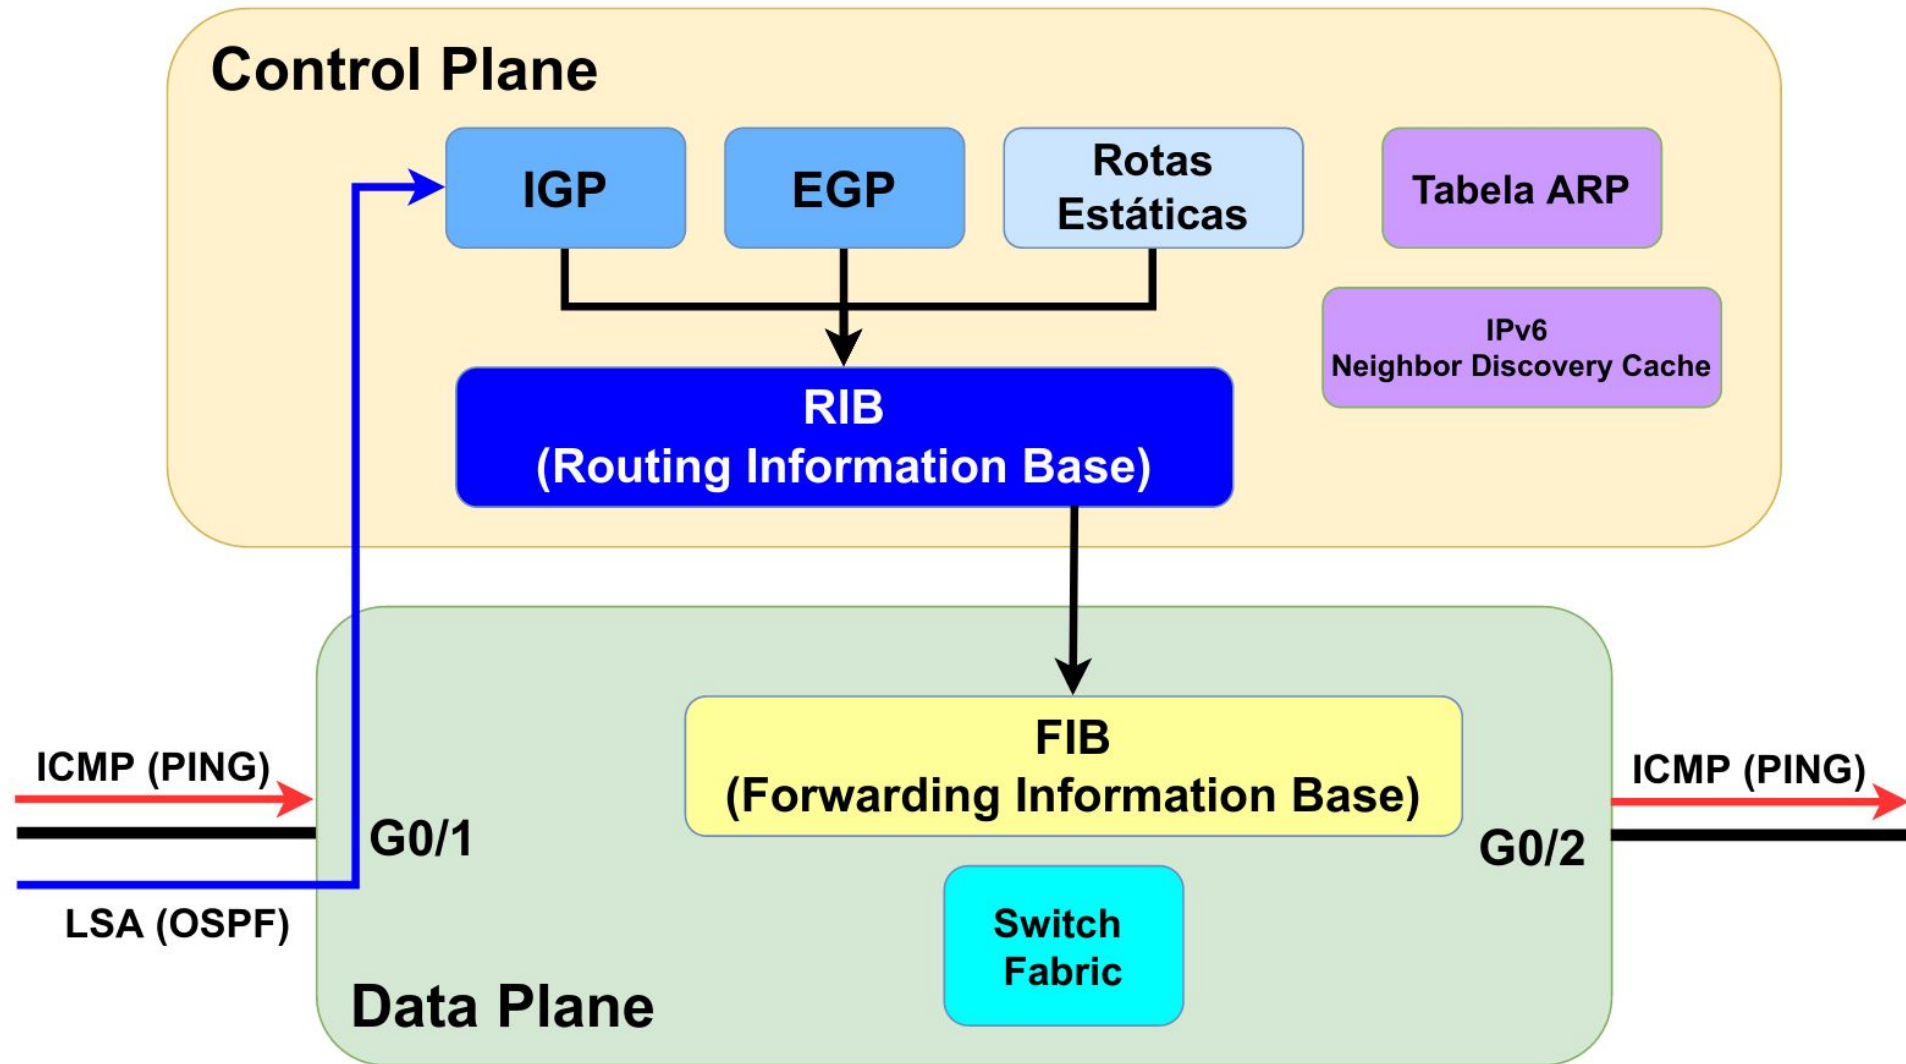 Control Plane
IGP
EGP
Rotas
Estáticas
Tabela ARP
IPv6
Neighbor Discovery Cache
RIB
(Routing Information Base)
FIB
(Forwarding Information Base)
ICMP (PING)
ICMP (PING)
G0/1
G0/2
LSA (OSPF)
Switch
Fabric
Data Plane